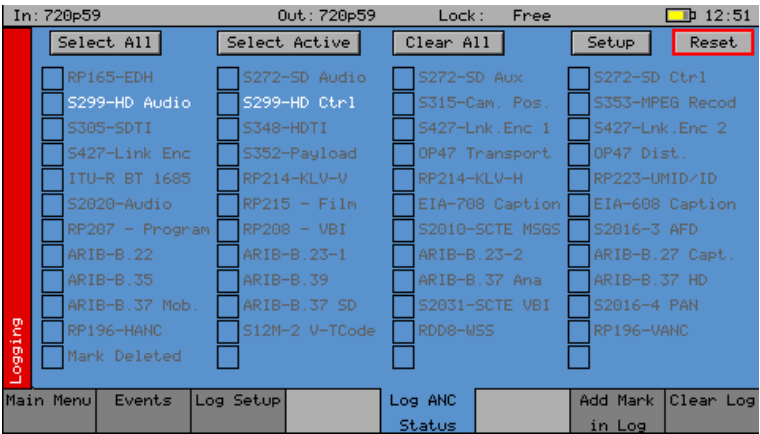 In: 720p59 Out: 720p59 Lock: Free 12:51
Select All Select Active Clear All Setup Reset
RP165-EDH S272-SD Audio S272-SD Aux S272-SD Ctrl
S299-HD Audio S299-HD Ctrl S315-Cam. Pos. S353-MPEG Recod
S305-SDTI S348-HDTI S427-Lnk.Enc 1 S427-Lnk.Enc 2
S427-Link Enc S352-Payload OP47 Transport OP47 Dist.
ITU-R BT 1685 RP214-KLV-V RP214-KLV-H RP223-UMID/ID
S2020-Audio RP215 - Film EIA-708 Caption EIA-608 Caption
RP207 - Program RP208 - VBI S2010-SCTE MSGS S2016-3 AFD
ARIB-B.22 ARIB-B.23-1 ARIB-B.23-2 ARIB-B.27 Capt.
ARIB-B.35 ARIB-B.39 ARIB-B.37 Ana ARIB-B.37 HD
ARIB-B.37 Mob. ARIB-B.37 SD S2031-SCTE VBI S2016-4 PAN
RP196-HANC S12M-2 V-TCode RDD8-WSS RP196-VANC
Mark Deleted
Logging
Main Menu Events Log Setup Log ANC Add Mark Clear Log
Status in Log